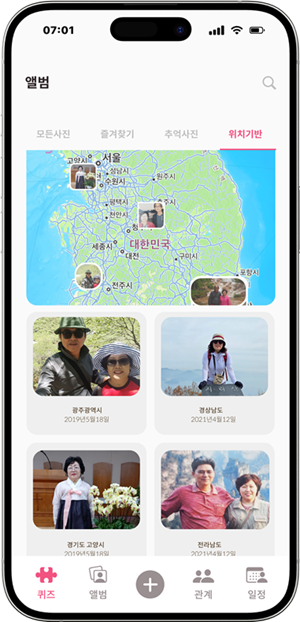 07:01
앨범
모든사진 즐겨찾기 추억사진 위치기반
고양시 서울
성남시
수원시 원주시
평택시
천안시
세종시
대한민국
대전 구미시
포항시
전주시
광주광역시 경상남도
2019년5월18일 2021년4월12일
경기도 고양시 전라남도
2019년5월18일 2021년4월12일
퀴즈 앨범 관계 일정